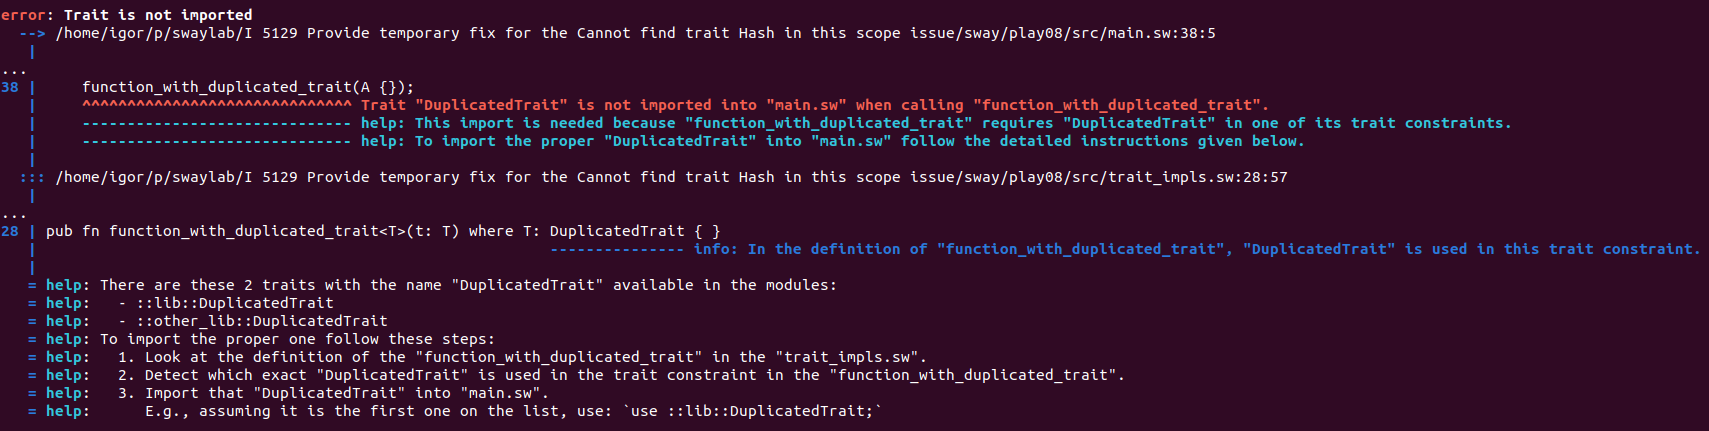 error: Trait is not imported
  --> /home/igor/p/swaylab/I 5129 Provide temporary fix for the Cannot find trait Hash in this scope issue/sway/play08/src/main.sw:38:5
   |
...
38 |     function_with_duplicated_trait(A {});
   |     ^^^^^^^^^^^^^^^^^^^^^^^^^^^^^^ Trait "DuplicatedTrait" is not imported into "main.sw" when calling "function_with_duplicated_trait".
   |     ------------------------------ help: This import is needed because "function_with_duplicated_trait" requires "DuplicatedTrait" in one of its trait constraints.
   |     ------------------------------ help: To import the proper "DuplicatedTrait" into "main.sw" follow the detailed instructions given below.
   |
  ::: /home/igor/p/swaylab/I 5129 Provide temporary fix for the Cannot find trait Hash in this scope issue/sway/play08/src/trait_impls.sw:28:57
   |
...
28 | pub fn function_with_duplicated_trait<T>(t: T) where T: DuplicatedTrait { }
   |                                                         --------------- info: In the definition of "function_with_duplicated_trait", "DuplicatedTrait" is used in this trait constraint.
   |
   = help: There are these 2 traits with the name "DuplicatedTrait" available in the modules:
   = help:   - ::lib::DuplicatedTrait
   = help:   - ::other_lib::DuplicatedTrait
   = help: To import the proper one follow these steps:
   = help:   1. Look at the definition of the "function_with_duplicated_trait" in the "trait_impls.sw".
   = help:   2. Detect which exact "DuplicatedTrait" is used in the trait constraint in the "function_with_duplicated_trait".
   = help:   3. Import that "DuplicatedTrait" into "main.sw".
   = help:      E.g., assuming it is the first one on the list, use: `use ::lib::DuplicatedTrait;`